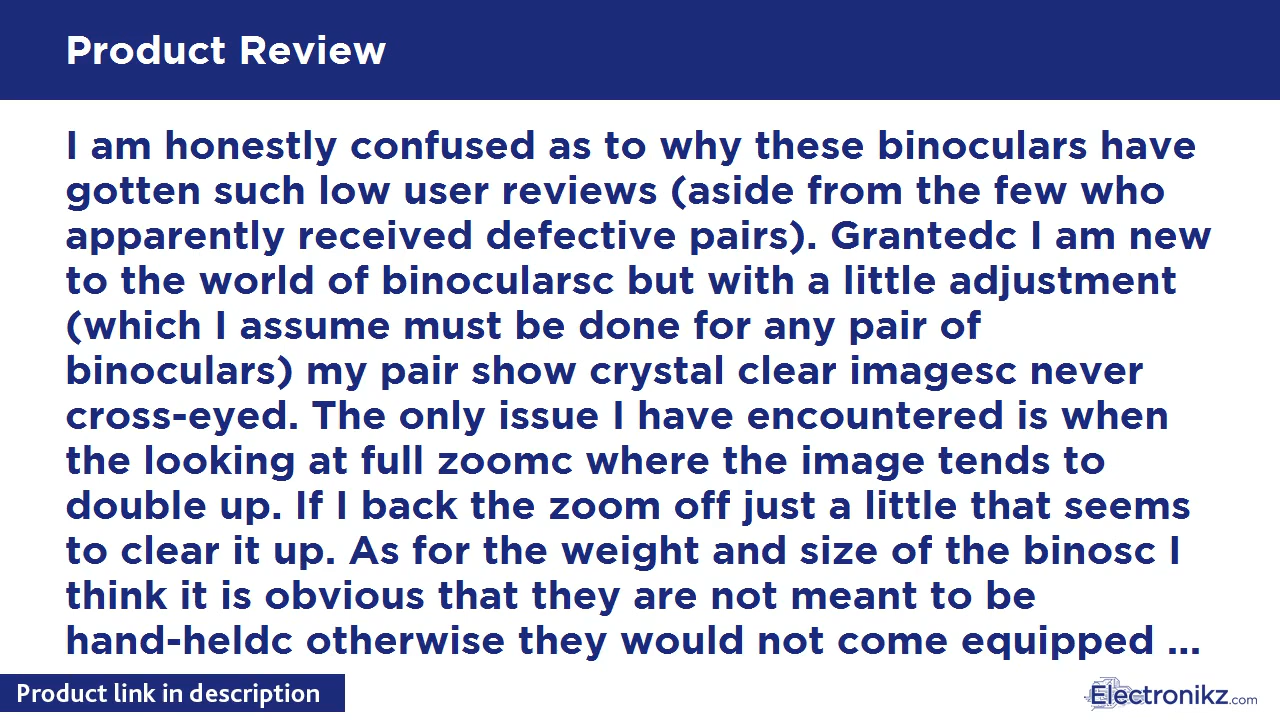 Product Review
I am honestly confused as to why these binoculars have
gotten such low user reviews (aside from the few who
apparently received defective pairs). Grantedc I am new
to the world of binocularsc but with a little adjustment
(which I assume must be done for any pair of
binoculars) my pair show crystal clear imagesc never
cross-eyed. The only issue I have encountered is when
the looking at full zoomc where the image tends to
double up. If I back the zoom off just a little that seems
to clear it up. As for the weight and size of the binosc I
think it is obvious that they are not meant to be
hand-heldc otherwise they would not come equipped ...
Product link in description
Electronikz.com